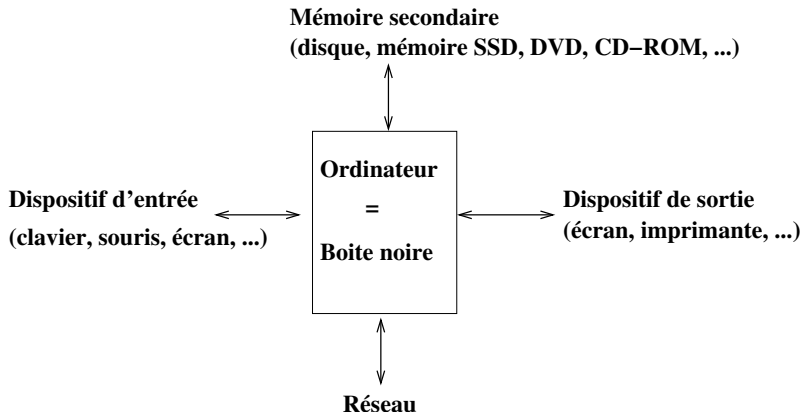 Mémoire secondaire
(disque, mémoire SSD, DVD, CD−ROM, ...)
Ordinateur
=
Boite noire
Dispositif d'entrée
(clavier, souris, écran, ...)
Dispositif de sortie
(écran, imprimante, ...)
Réseau